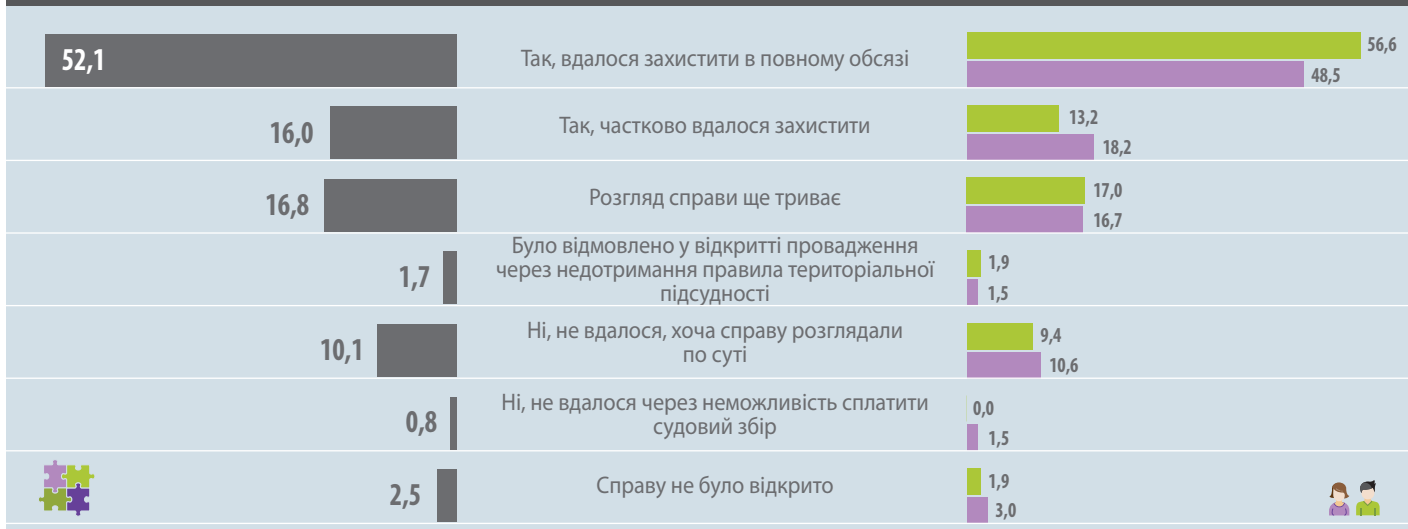 52,1
Так, вдалося захистити в повному обсязі
56,6
48,5
16,0
Так, частково вдалося захистити
13,2
18,2
16,8
Розгляд справи ще триває
17,0
16,7
1,7
Було відмовлено у відкритті провадження
через недотримання правила територіальної
підсудності
1,9
1,5
10,1
Ні, не вдалося, хоча справу розглядали
по суті
9,4
10,6
0,8
Ні, не вдалося через неможливість сплатити
судовий збір
0,0
1,5
2,5
Справу не було відкрито
1,9
3,0